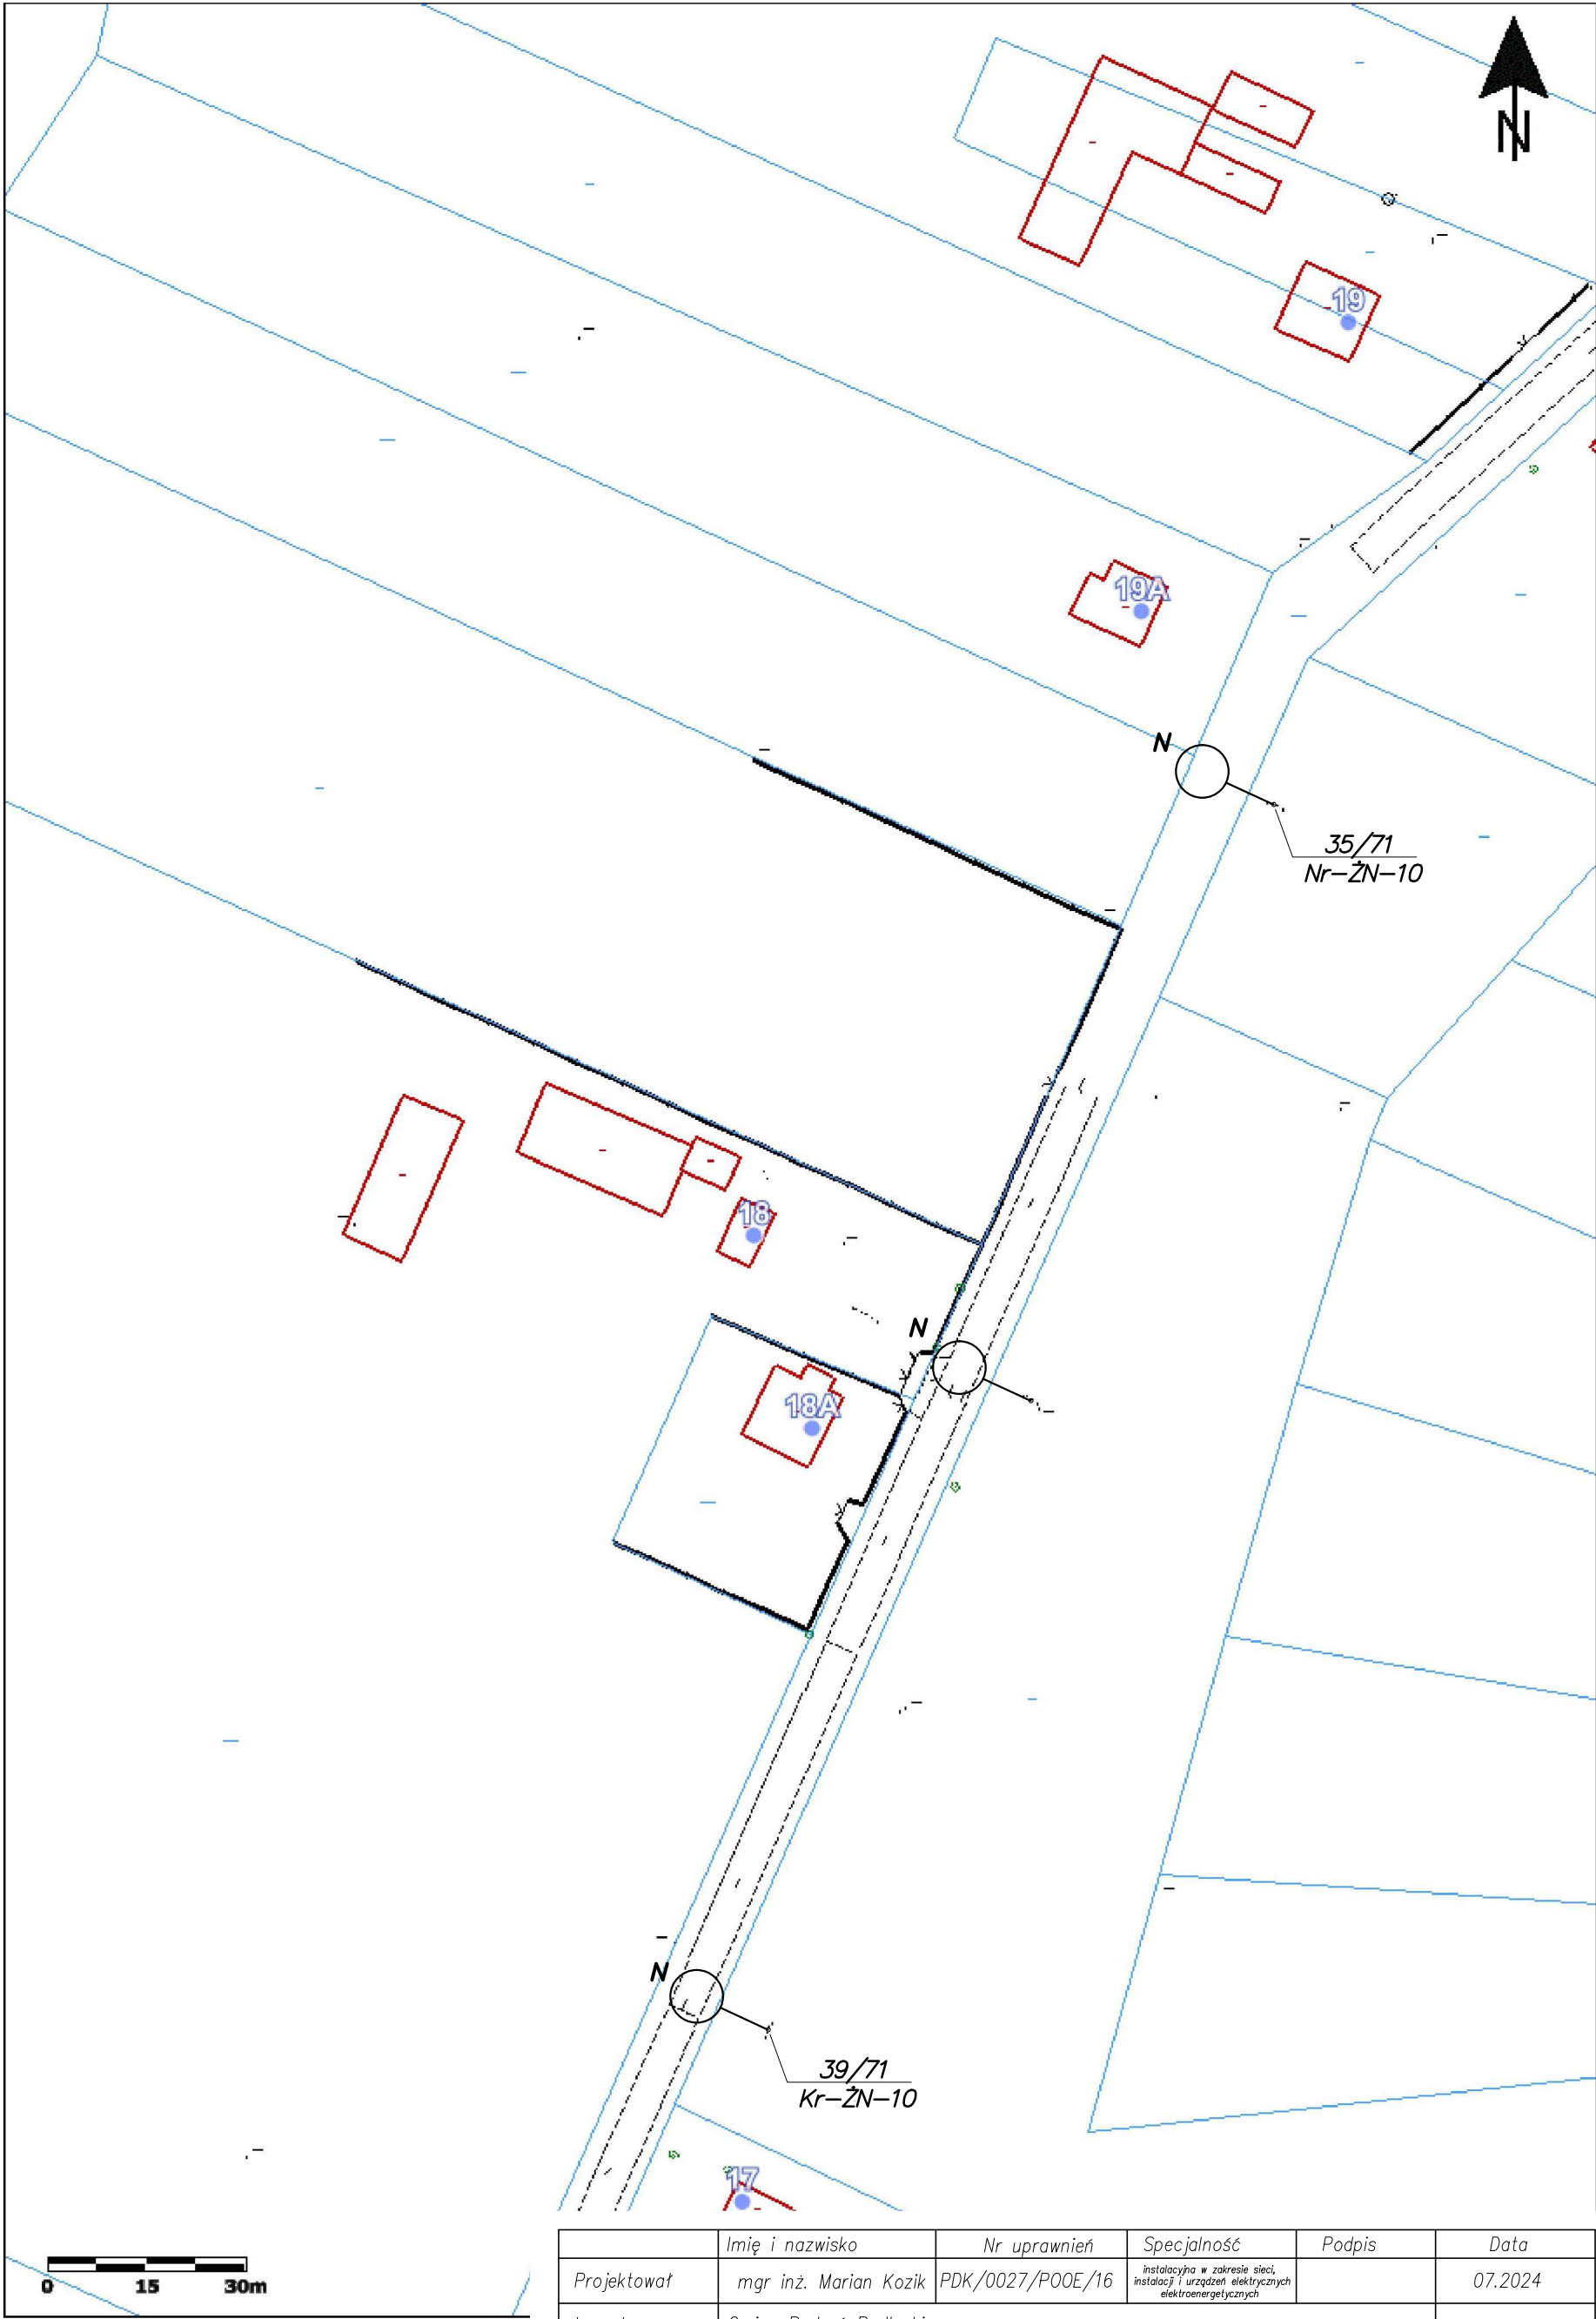 N
19
19A
N
35/71
Nr-ŻN-10
18
N
18A
N
39/71
Kr-ŻN-10
17
0 15 30m
Imię i nazwisko Nr uprawnień Specjalność Podpis Data
Projektował mgr inż. Marian Kozik PDK/0027/POOE/16 instalacyjna w zakresie sieci, 07.2024
instalacji i urządzeń elektrycznych
elektroenergetycznych